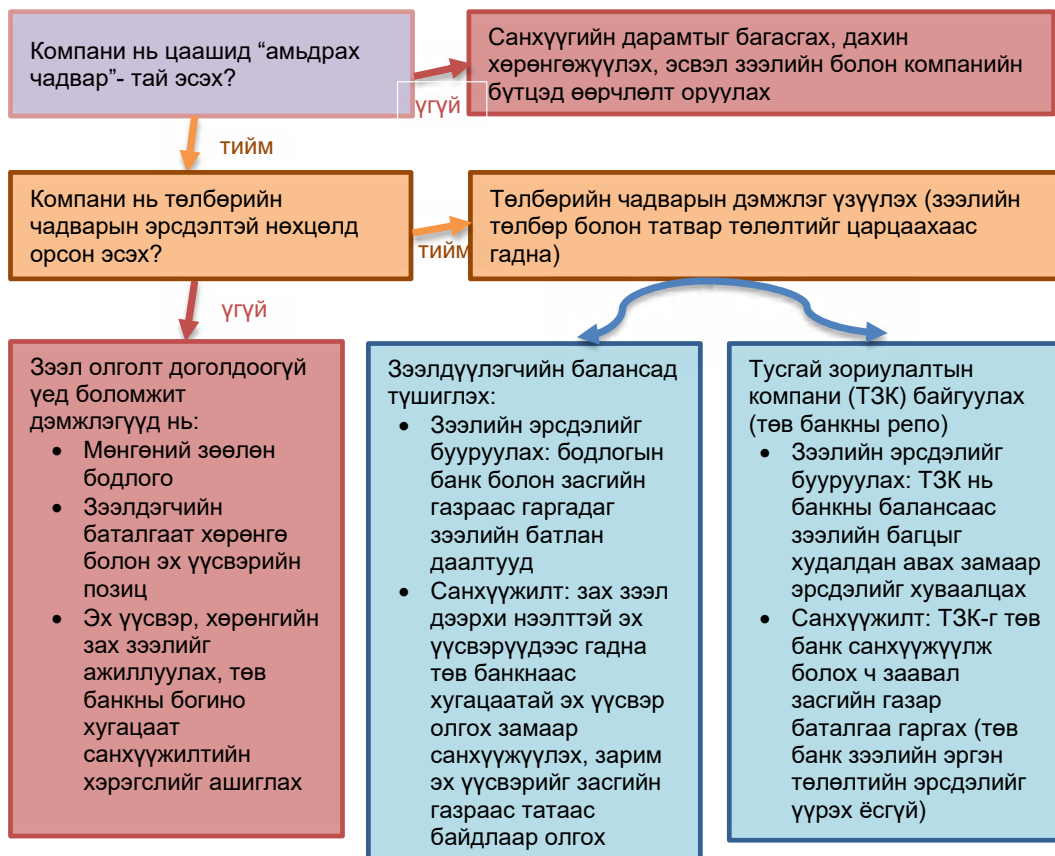 Компани нь цаашид “амьдрах
чадвар”- тай эсэх?
үгүй
Санхүүгийн дарамтыг багасгах, дахин
хөрөнгөжүүлэх, эсвэл зээлийн болон компанийн
бүтцэд өөрчлөлт оруулах
тийм
Компани нь төлбөрийн
чадварын эрсдэлтэй нөхцөлд
орсон эсэх?
тийм
Төлбөрийн чадварын дэмжлэг үзүүлэх (зээлийн
төлбөр болон татвар төлөлтийг царцаахаас
гадна)
үгүй
Зээл олголт доголдоогүй
үед боломжит
дэмжлэгүүд нь:
• Мөнгөний зөөлөн
бодлого
• Зээлдэгчийн
баталгаат хөрөнгө
болон эх үүсвэрийн
позиц
• Эх үүсвэр, хөрөнгийн
зах зээлийг
ажиллуулах, төв
банкны богино
хугацаат
санхүүжилтийн
хэрэгслийг ашиглах
Зээлдүүлэгчийн балансад
түшиглэх:
• Зээлийн эрсдэлийг
бууруулах: бодлогын
банк болон засгийн
газраас гаргадаг
зээлийн батлан
даалтууд
• Санхүүжилт: зах зээл
дээрхи нээлттэй эх
үүсвэрүүдээс гадна
төв банкнаас
хугацаатай эх үүсвэр
олгох замаар
санхүүжүүлэх, зарим
эх үүсвэрийг засгийн
газраас татаас
байдлаар олгох
Тусгай зориулалтын
компани (ТЗК) байгуулах
(төв банкны репо)
• Зээлийн эрсдэлийг
бууруулах: ТЗК нь
банкны балансаас
зээлийн багцыг
худалдан авах замаар
эрсдэлийг хуваалцах
• Санхүүжилт: ТЗК-г төв
банк санхүүжүүлж
болох ч заавал
засгийн газар
баталгаа гаргах (төв
банк зээлийн эргэн
төлөлтийн эрсдэлийг
үүрэх ёсгүй)